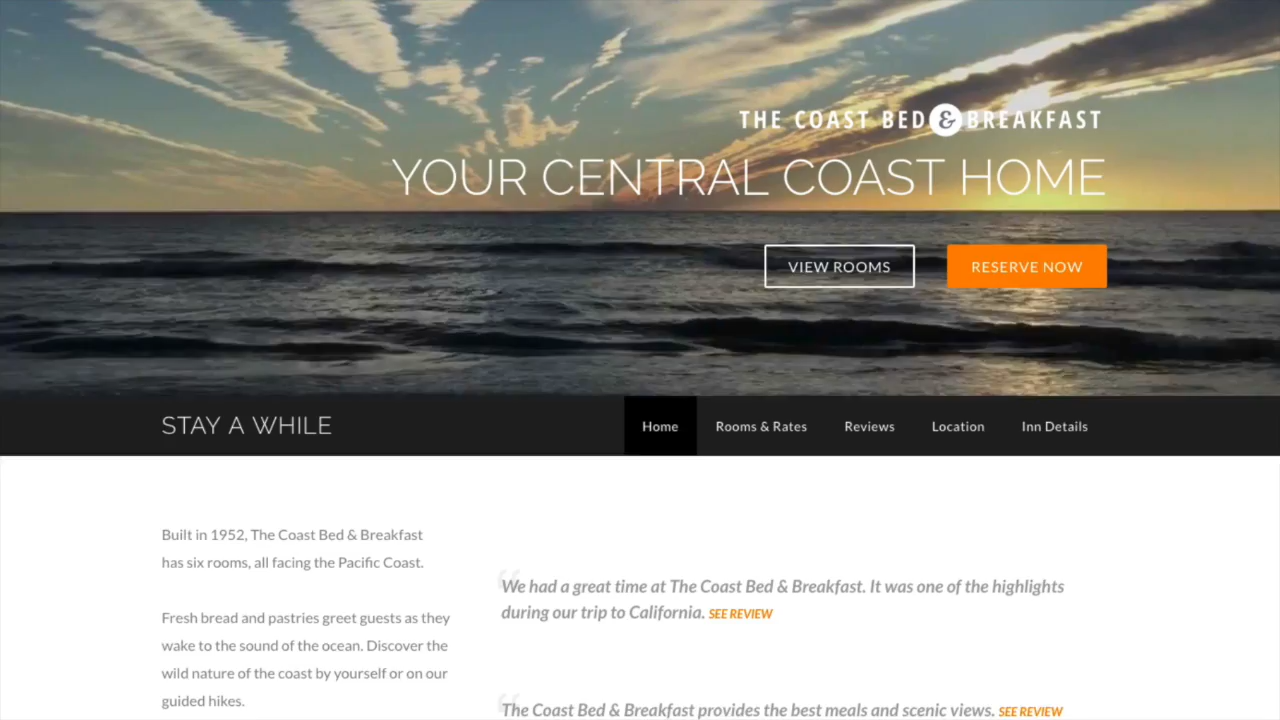 THE COAST BED & BREAKFAST
YOUR CENTRAL COAST HOME
VIEW ROOMS
RESERVE NOW
STAY A WHILE
Home
Rooms & Rates
Reviews
Location
Inn Details
Built in 1952, The Coast Bed & Breakfast
has six rooms, all facing the Pacific Coast.
Fresh bread and pastries greet guests as they
wake to the sound of the ocean. Discover the
wild nature of the coast by yourself or on our
guided hikes.
“We had a great time at The Coast Bed & Breakfast. It was one of the highlights
during our trip to California. SEE REVIEW
“The Coast Bed & Breakfast provides the best meals and scenic views. SEE REVIEW